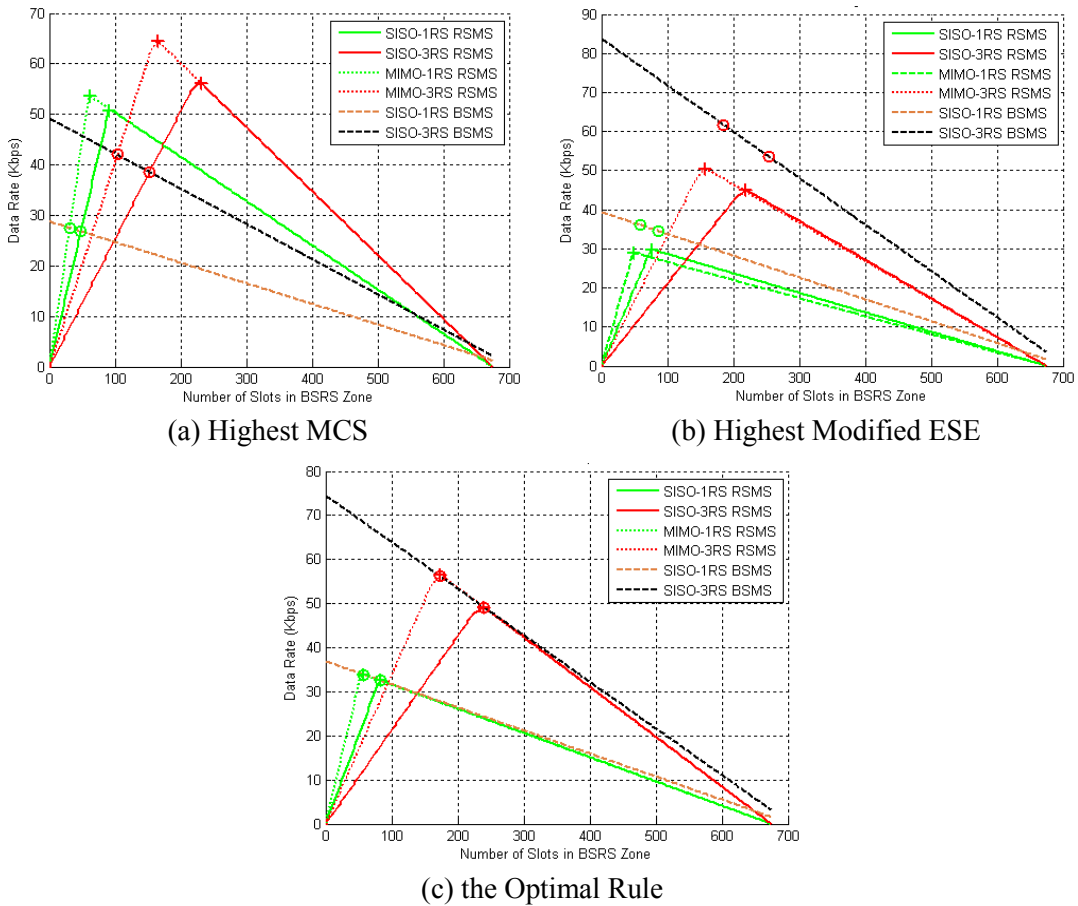 70
60
50
40
30
20
10
0
0 100 200 300 400 500 600 700
Data Rate (Kbps)
Number of Slots in BSRS Zone
SISO-1RS RSMS
SISO-3RS RSMS
MIMO-1RS RSMS
MIMO-3RS RSMS
SISO-1RS BSMS
SISO-3RS BSMS
(a) Highest MCS
90
80
70
60
50
40
30
20
10
0
0 100 200 300 400 500 600 700
Data Rate (Kbps)
Number of Slots in BSRS Zone
SISO-1RS RSMS
SISO-3RS RSMS
MIMO-1RS RSMS
MIMO-3RS RSMS
SISO-1RS BSMS
SISO-3RS BSMS
(b) Highest Modified ESE
80
70
60
50
40
30
20
10
0
0 100 200 300 400 500 600 700
Data Rate (Kbps)
Number of Slots in BSRS Zone
SISO-1RS RSMS
SISO-3RS RSMS
MIMO-1RS RSMS
MIMO-3RS RSMS
SISO-1RS BSMS
SISO-3RS BSMS
(c) the Optimal Rule